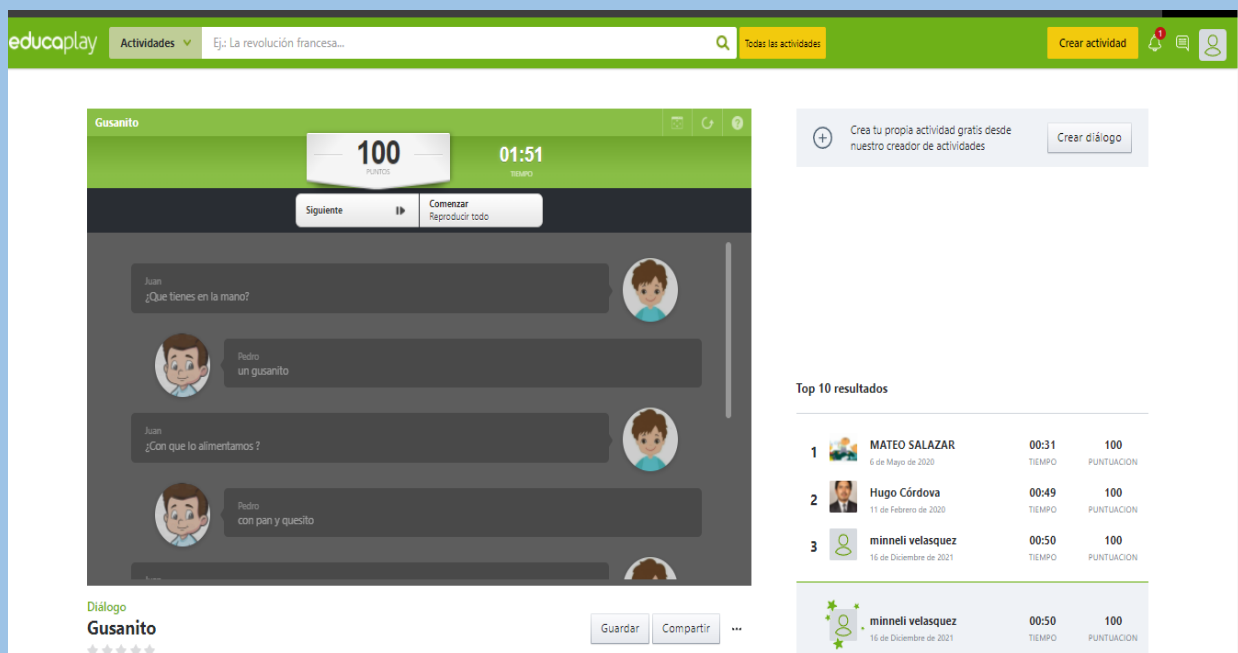 educaplay
Actividades
Ej.: La revolución francesa...
Todas las actividades
Crear actividad
1
Gusanito
100
PUNTOS
01:51
TIEMPO
Siguiente
Comenzar
Reproducir todo
Juan
¿Que tienes en la mano?
Pedro
un gusanito
Juan
¿Con que lo alimentamos ?
Pedro
con pan y quesito
Diálogo
Gusanito
Guardar
Compartir
...
Crea tu propia actividad gratis desde
nuestro creador de actividades
Crear diálogo
Top 10 resultados
1 MATEO SALAZAR 00:31 100
6 de Mayo de 2020 TIEMPO PUNTUACION
2 Hugo Córdova 00:49 100
11 de Febrero de 2020 TIEMPO PUNTUACION
3 minneli velasquez 00:50 100
16 de Diciembre de 2021 TIEMPO PUNTUACION
minneli velasquez 00:50 100
16 de Diciembre de 2021 TIEMPO PUNTUACION